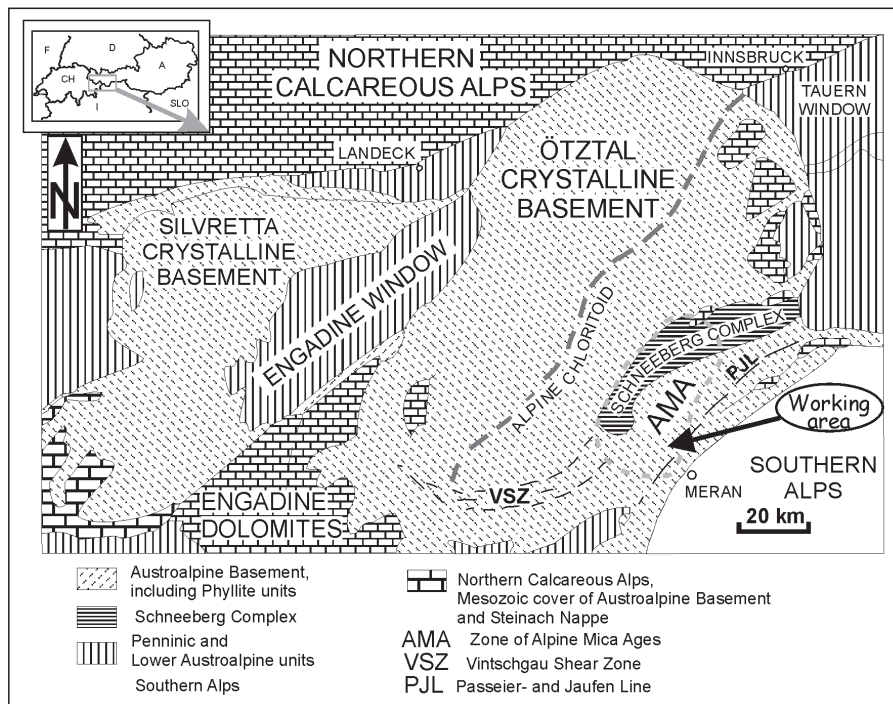 F
D
CH
A
I
SLO
NORTHERN
CALCAREOUS ALPS
INNSBRUCK
TAUERN
WINDOW
LANDECK
N
ÖTZTAL
CRYSTALLINE
BASEMENT
SILVRETTA
CRYSTALLINE
BASEMENT
ENGADINE WINDOW
ALPINE CHLORITOID
SCHNEEBERG COMPLEX
PJL
AMA
Working
area
VSZ
ENGADINE
DOLOMITES
MERAN
SOUTHERN
ALPS
20 km
Austroalpine Basement,
including Phyllite units
Schneeberg Complex
Penninic and
Lower Austroalpine units
Southern Alps
Northern Calcareous Alps,
Mesozoic cover of Austroalpine Basement
and Steinach Nappe
AMA Zone of Alpine Mica Ages
VSZ Vintschgau Shear Zone
PJL Passeier- and Jaufen Line